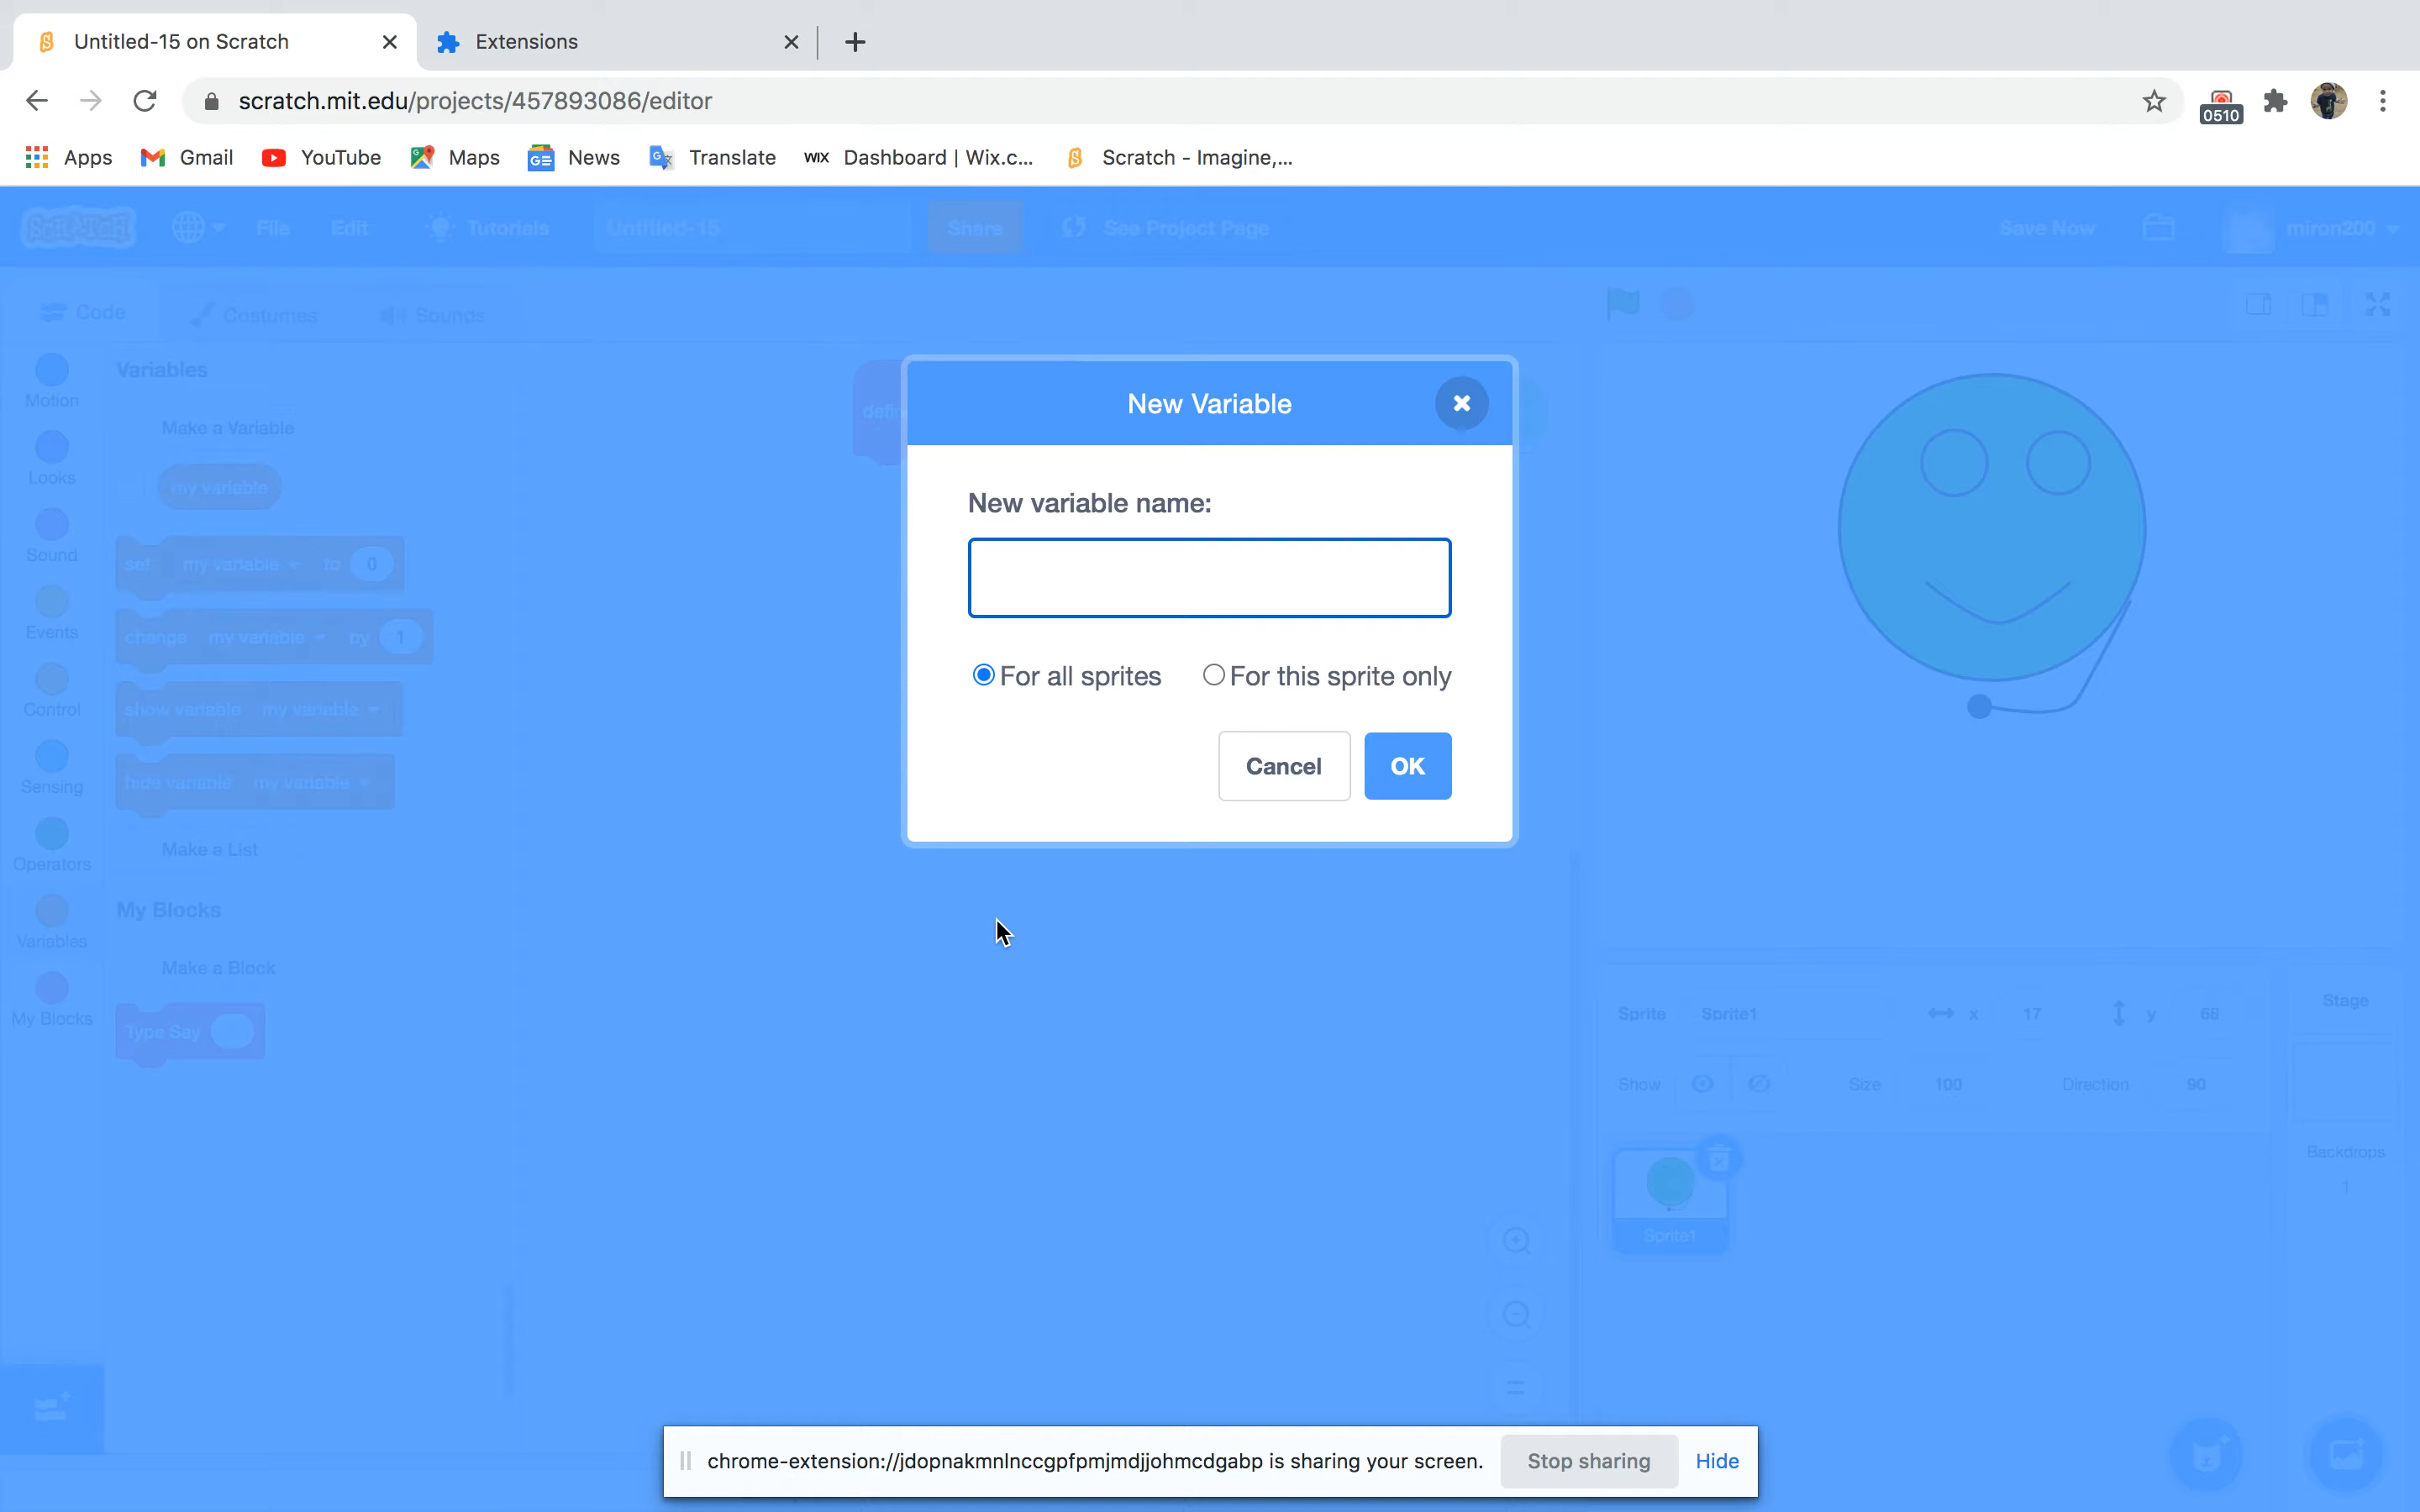 Untitled-15 on Scratch
Extensions
scratch.mit.edu/projects/457893086/editor
0510
Apps
Gmail
YouTube
Maps
News
Translate
WIX Dashboard | Wix.c...
Scratch - Imagine,...
SCRATCH
File
Edit
Tutorials
Untitled-15
Share
See Project Page
Save Now
miron200
Code
Costumes
Sounds
Motion
Looks
Sound
Events
Control
Sensing
Operators
Variables
My Blocks
Variables
Make a Variable
my variable
set my variable to 0
change my variable by 1
show variable my variable
hide variable my variable
Make a List
My Blocks
Make a Block
Type Say
New Variable
New variable name:
For all sprites
For this sprite only
Cancel
OK
Sprite
Sprite1
x 17
y 68
Show
Size 100
Direction 90
Sprite1
Stage
Backdrops
1
chrome-extension://jdopnakmnlnccgpfpmjmdjjohmcdgabp is sharing your screen.
Stop sharing
Hide